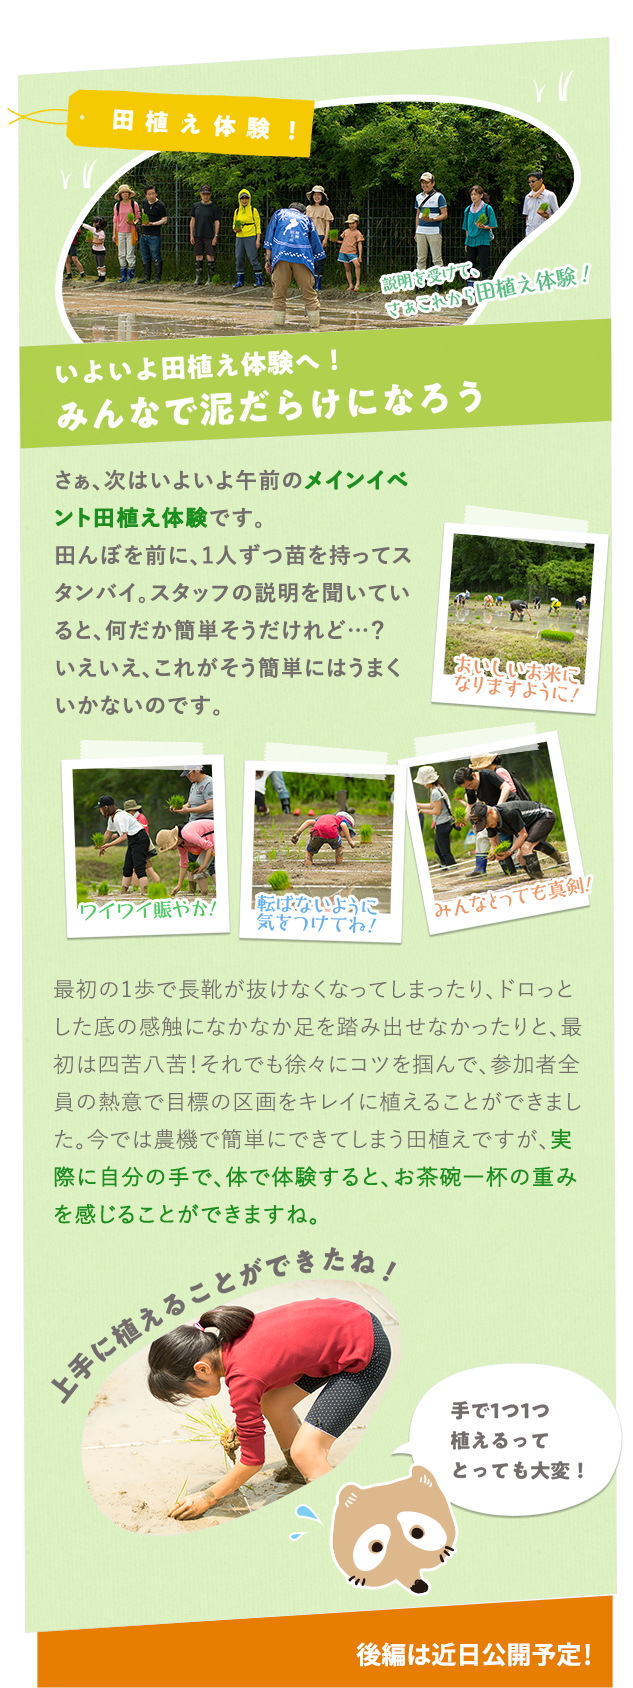 田植え体験！
説明を受けて、
さぁこれから田植え体験！
いよいよ田植え体験へ！
みんなで泥だらけになろう
さぁ、次はいよいよ午前のメインイベ
ント田植え体験です。
田んぼを前に、1人ずつ苗を持ってス
タンバイ。スタッフの説明を聞いてい
ると、何だか簡単そうだけれど…？
いえいえ、これがそう簡単にはうまく
いかないのです。
おいしいお米に
なりますように！
ワイワイ賑やか！
転ばないように
気をつけてね！
みんなとっても真剣！
最初の1歩で長靴が抜けなくなってしまったり、ドロっと
した底の感触になかなか足を踏み出せなかったりと、最
初は四苦八苦！それでも徐々にコツを掴んで、参加者全
員の熱意で目標の区画をキレイに植えることができまし
た。今では農機で簡単にできてしまう田植えですが、実
際に自分の手で、体で体験すると、お茶碗一杯の重み
を感じることができますね。
上手に植えることができたね！
手で1つ1つ
植えるって
とっても大変！
後編は近日公開予定！